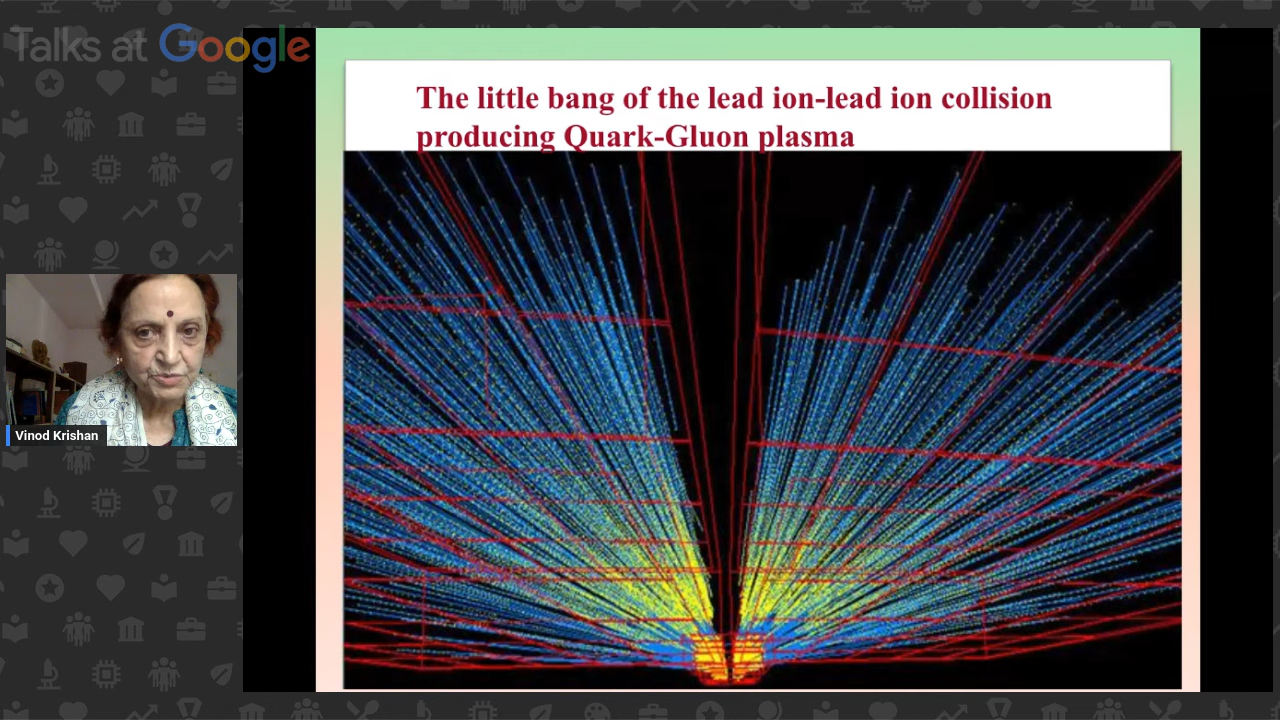 Talks at Google
The little bang of the lead ion-lead ion collision
producing Quark-Gluon plasma
Vinod Krishan